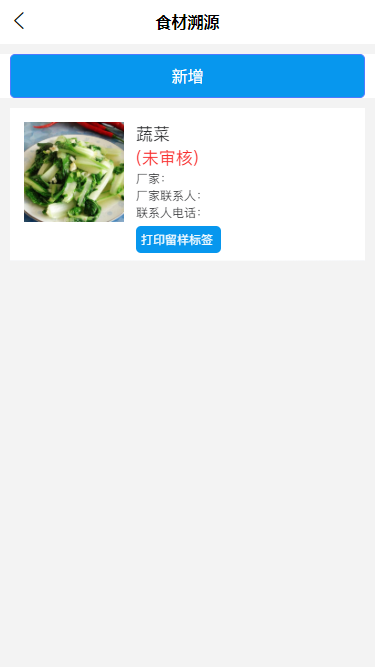 食材溯源
新增
蔬菜
(未审核)
厂家：
厂家联系人：
联系人电话：
打印留样标签